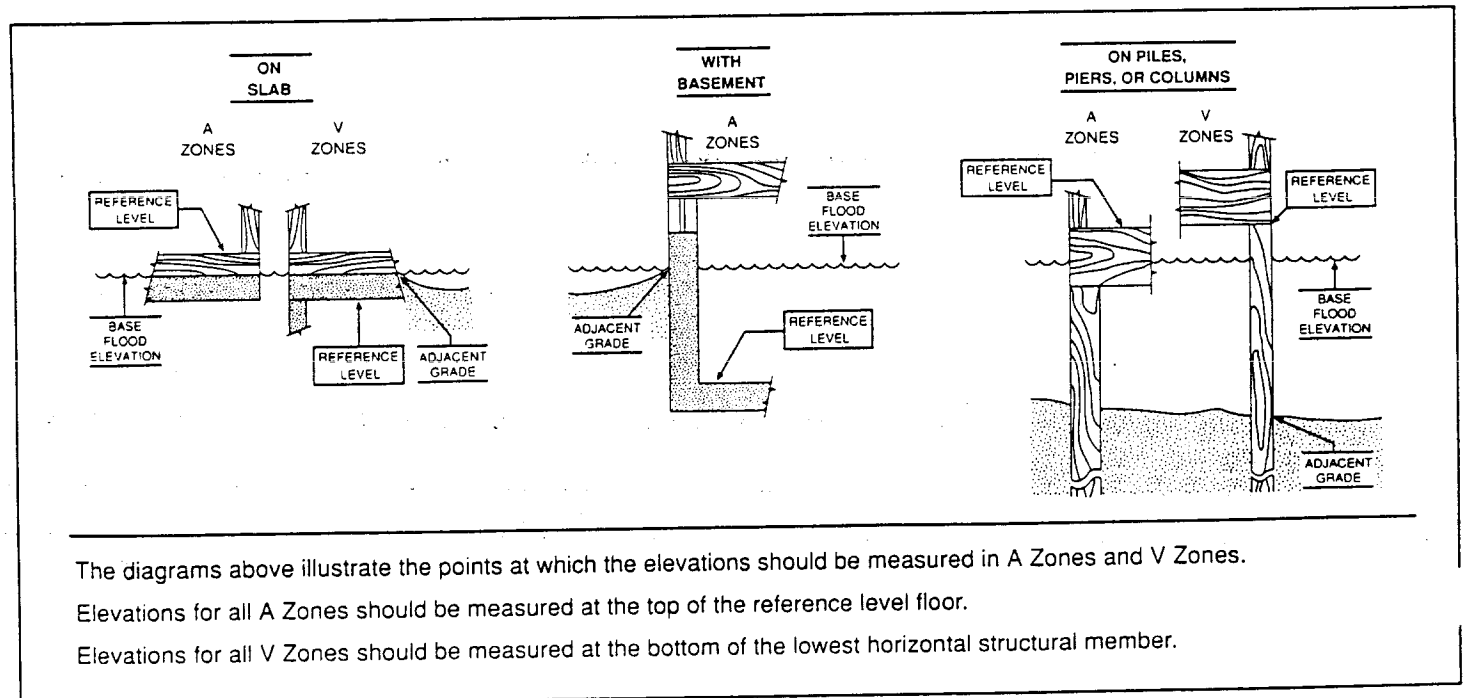 ON
SLAB
A
ZONES
V
ZONES
REFERENCE
LEVEL
BASE
FLOOD
ELEVATION
REFERENCE
LEVEL
ADJACENT
GRADE
WITH
BASEMENT
A
ZONES
BASE
FLOOD
ELEVATION
ADJACENT
GRADE
REFERENCE
LEVEL
ON PILES,
PIERS, OR COLUMNS
A
ZONES
V
ZONES
REFERENCE
LEVEL
REFERENCE
LEVEL
BASE
FLOOD
ELEVATION
ADJACENT
GRADE
The diagrams above illustrate the points at which the elevations should be measured in A Zones and V Zones.
Elevations for all A Zones should be measured at the top of the reference level floor.
Elevations for all V Zones should be measured at the bottom of the lowest horizontal structural member.